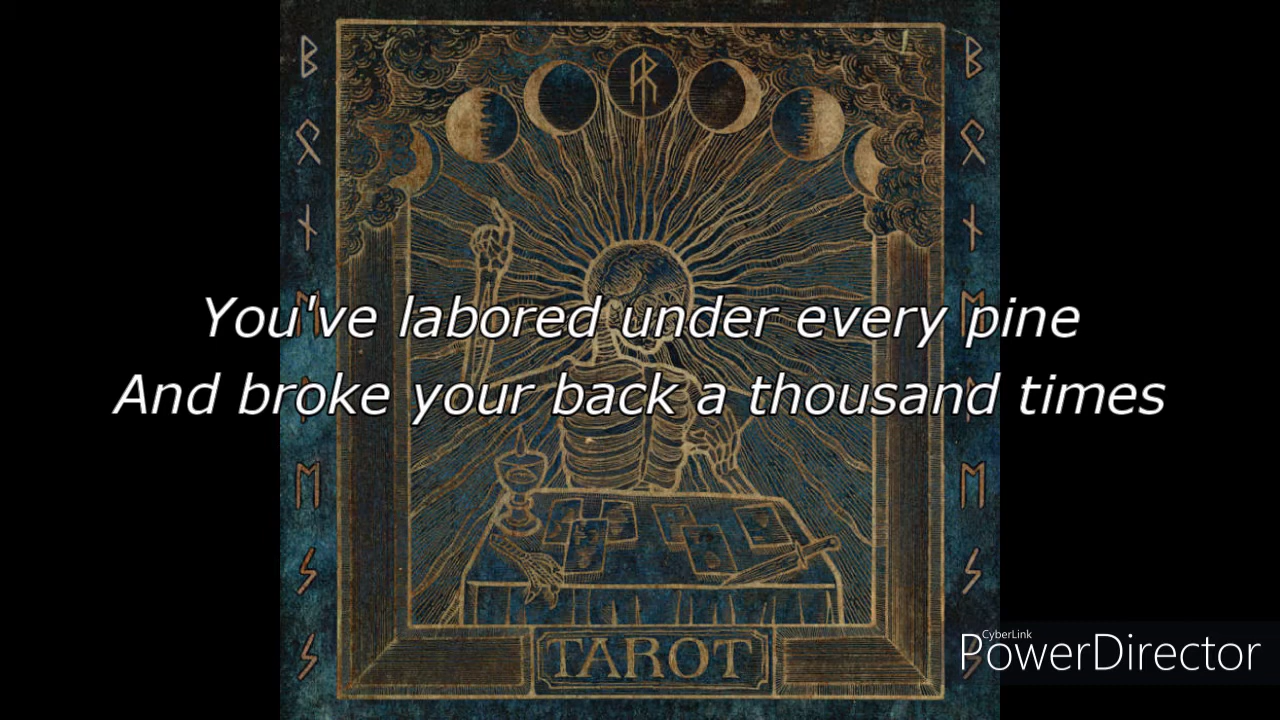 You've labored under every pine
And broke your back a thousand times
TAROT
CyberLink
PowerDirector